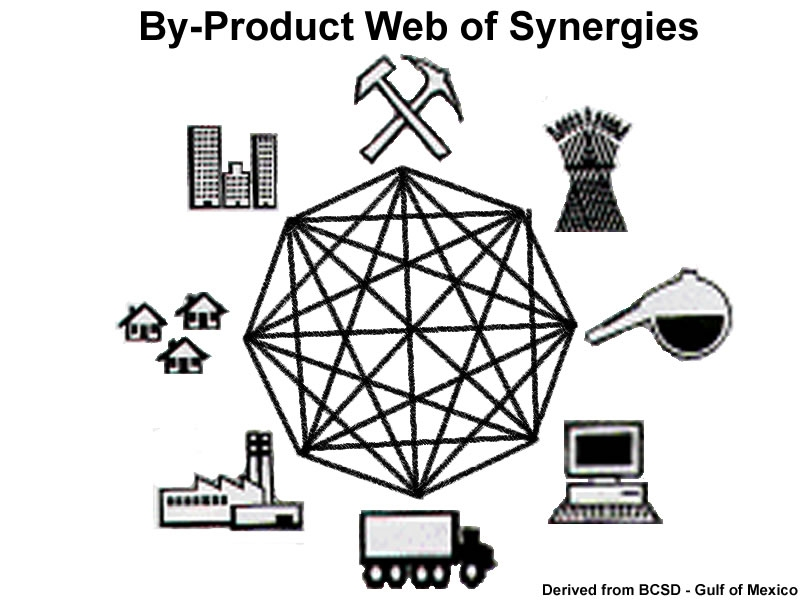 By-Product Web of Synergies
Derived from BCSD - Gulf of Mexico